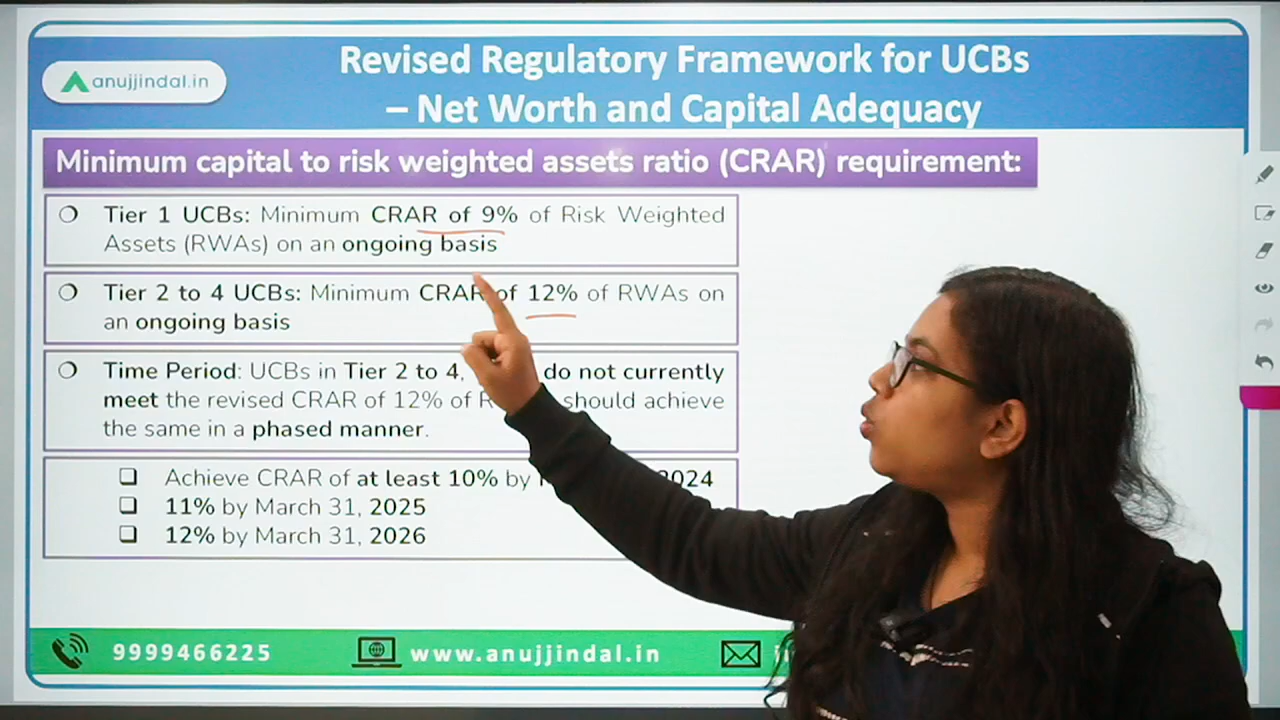 Revised Regulatory Framework for UCBs
anujjindal.in
– Net Worth and Capital Adequacy
Minimum capital to risk weighted assets ratio (CRAR) requirement:
Tier 1 UCBs: Minimum CRAR of 9% of Risk Weighted
Assets (RWAs) on an ongoing basis
Tier 2 to 4 UCBs: Minimum CRAR of 12% of RWAs on
an ongoing basis
Time Period: UCBs in Tier 2 to 4, do not currently
meet the revised CRAR of 12% of should achieve
the same in a phased manner.
Achieve CRAR of at least 10% by 2024
11% by March 31, 2025
12% by March 31, 2026
9999466225 www.anujjindal.in